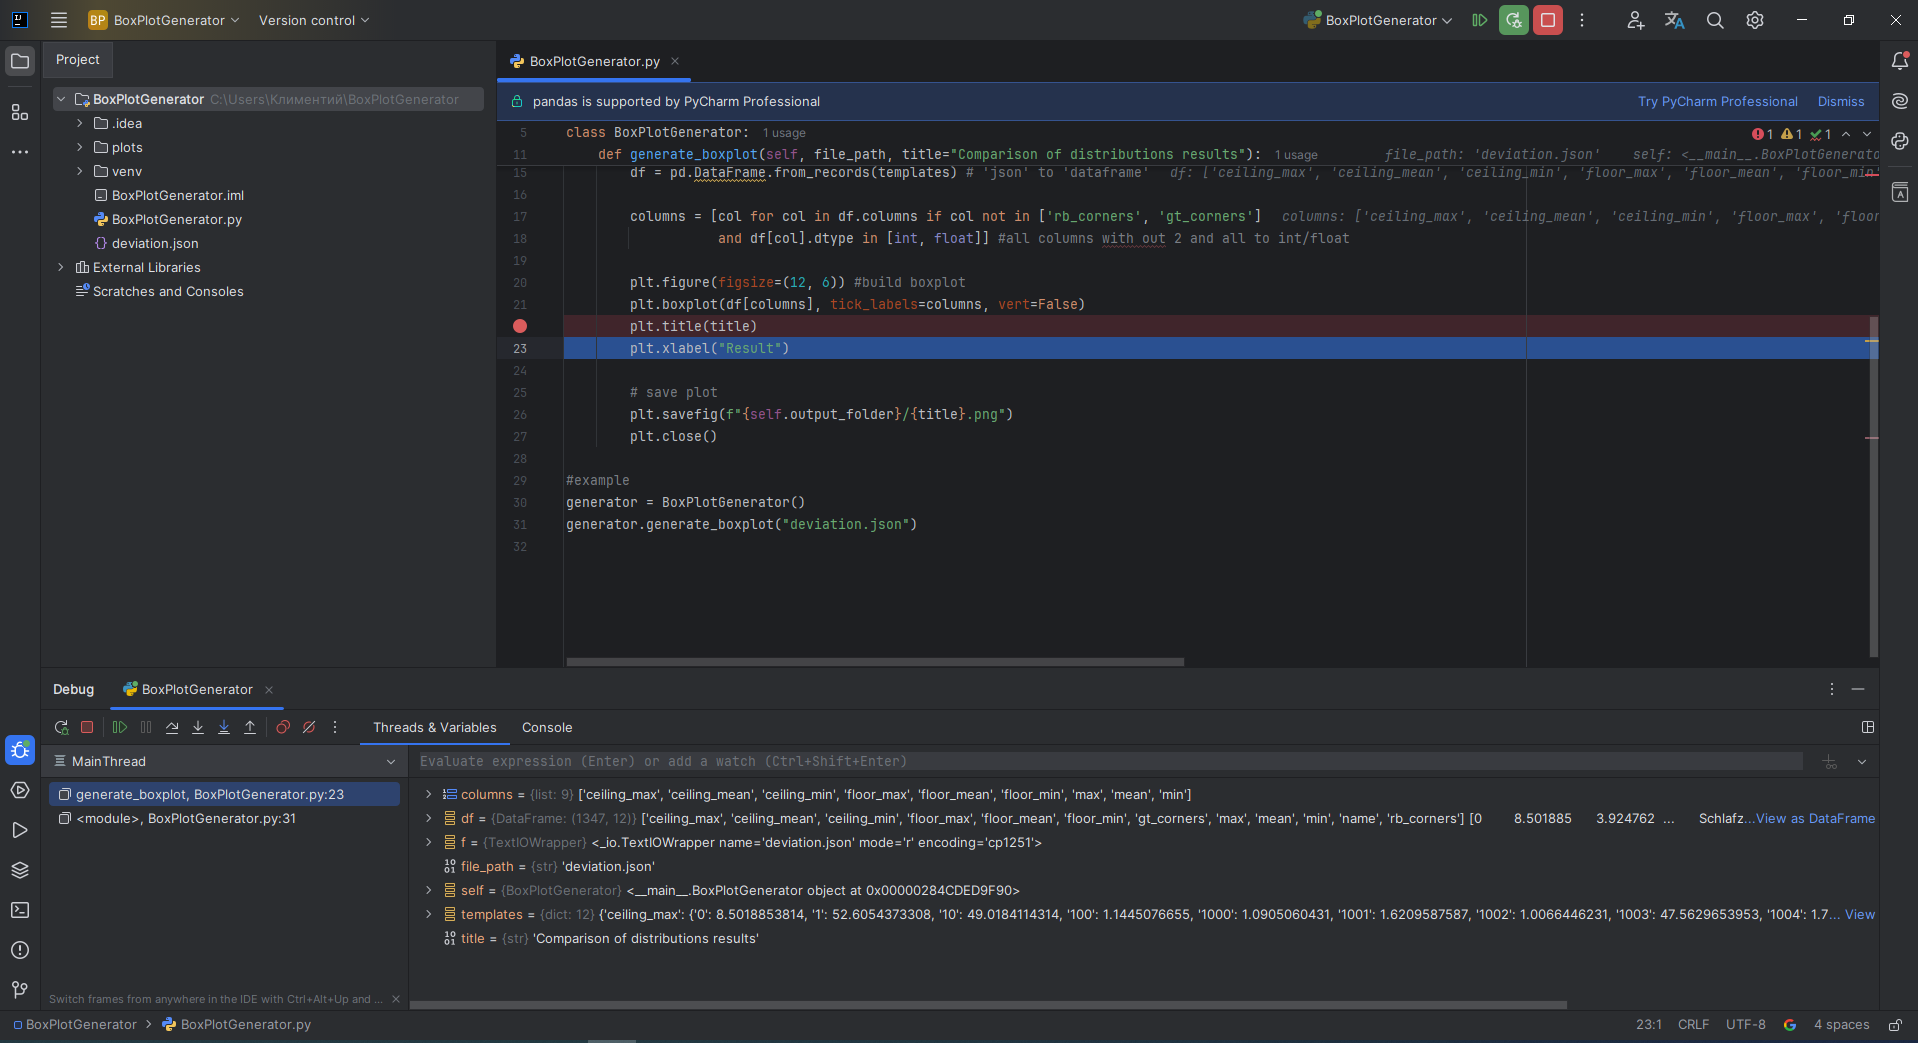 BP BoxPlotGenerator Version control BoxPlotGenerator
Project
BoxPlotGenerator C:\Users\Климентий\BoxPlotGenerator
.idea
plots
venv
BoxPlotGenerator.iml
BoxPlotGenerator.py
deviation.json
External Libraries
Scratches and Consoles
BoxPlotGenerator.py
pandas is supported by PyCharm Professional Try PyCharm Professional Dismiss
5 class BoxPlotGenerator: 1 usage 1 1 1
11 def generate_boxplot(self, file_path, title="Comparison of distributions results"): 1 usage file_path: 'deviation.json' self: <__main__.BoxPlotGenerato
15 df = pd.DataFrame.from_records(templates) # 'json' to 'dataframe' df: ['ceiling_max', 'ceiling_mean', 'ceiling_min', 'floor_max', 'floor_mean', 'floor_min'
16
17 columns = [col for col in df.columns if col not in ['rb_corners', 'gt_corners'] columns: ['ceiling_max', 'ceiling_mean', 'ceiling_min', 'floor_max', 'floor
18 and df[col].dtype in [int, float]] #all columns with out 2 and all to int/float
19
20 plt.figure(figsize=(12, 6)) #build boxplot
21 plt.boxplot(df[columns], tick_labels=columns, vert=False)
plt.title(title)
23 plt.xlabel("Result")
24
25 # save plot
26 plt.savefig(f"{self.output_folder}/{title}.png")
27 plt.close()
28
29 #example
30 generator = BoxPlotGenerator()
31 generator.generate_boxplot("deviation.json")
32
Debug BoxPlotGenerator
Threads & Variables Console
MainThread
generate_boxplot, BoxPlotGenerator.py:23
<module>, BoxPlotGenerator.py:31
Switch frames from anywhere in the IDE with Ctrl+Alt+Up and ...
Evaluate expression (Enter) or add a watch (Ctrl+Shift+Enter)
columns = {list: 9} ['ceiling_max', 'ceiling_mean', 'ceiling_min', 'floor_max', 'floor_mean', 'floor_min', 'max', 'mean', 'min']
df = {DataFrame: (1347, 12)} ['ceiling_max', 'ceiling_mean', 'ceiling_min', 'floor_max', 'floor_mean', 'floor_min', 'gt_corners', 'max', 'mean', 'min', 'name', 'rb_corners'] [0 8.501885 3.924762 ... Schlafz...View as DataFrame
f = {TextIOWrapper} <_io.TextIOWrapper name='deviation.json' mode='r' encoding='cp1251'>
file_path = {str} 'deviation.json'
self = {BoxPlotGenerator} <__main__.BoxPlotGenerator object at 0x00000284CDED9F90>
templates = {dict: 12} {'ceiling_max': {'0': 8.5018853814, '1': 52.6054373308, '10': 49.0184114314, '100': 1.1445076655, '1000': 1.0905060431, '1001': 1.6209587587, '1002': 1.0066446231, '1003': 47.5629653953, '1004': 1.7... View
title = {str} 'Comparison of distributions results'
BoxPlotGenerator BoxPlotGenerator.py 23:1 CRLF UTF-8 4 spaces